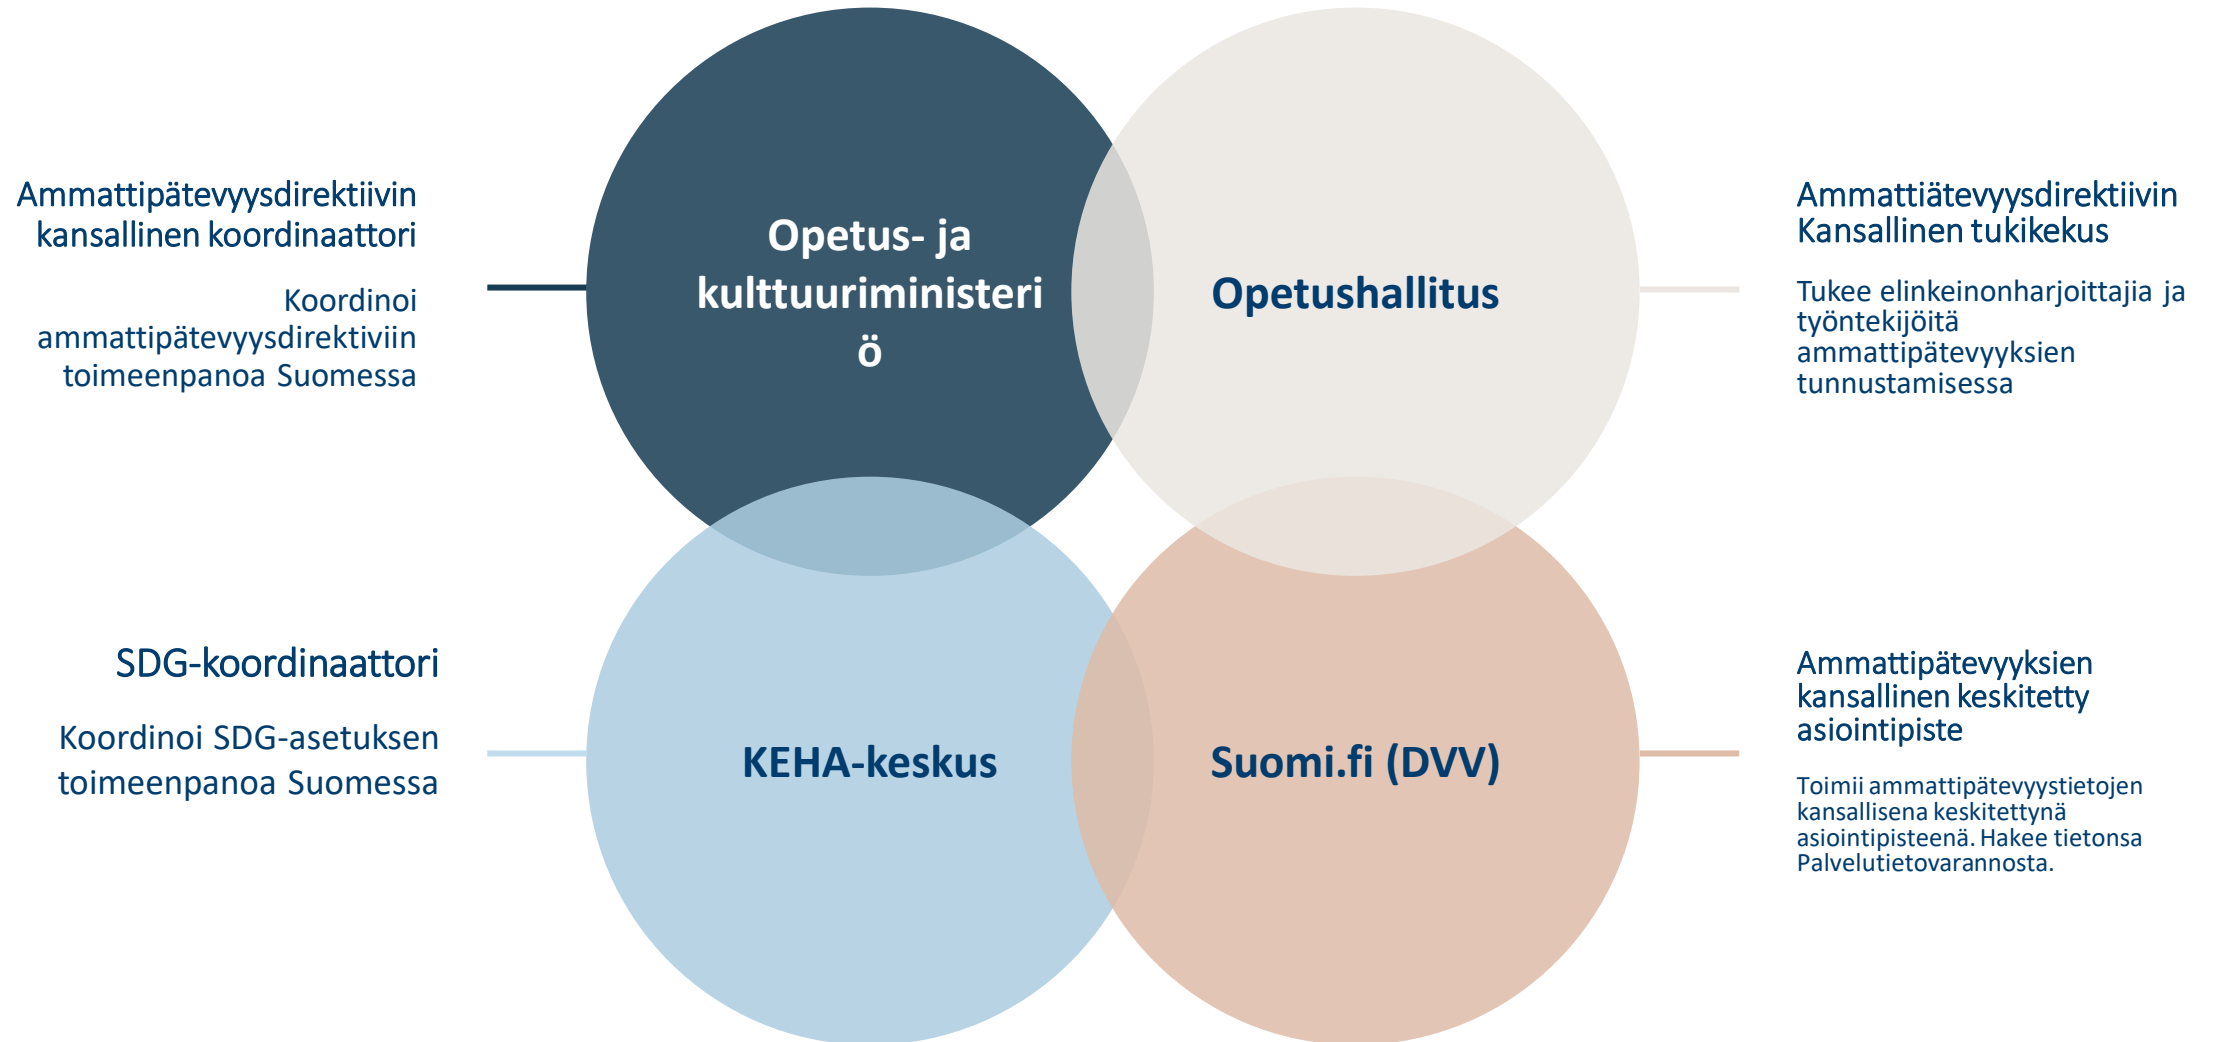 Ammattipätevyysdirektiivin
kansallinen koordinaattori
Koordinoi
ammattipätevyysdirektiviin
toimeenpanoa Suomessa
Opetus- ja
kulttuuriministeri
ö
Opetushallitus
Ammattiätevyysdirektiivin
Kansallinen tukikekus
Tukee elinkeinonharjoittajia ja
työntekijöitä
ammattipätevyyksien
tunnustamisessa
SDG-koordinaattori
Koordinoi SDG-asetuksen
toimeenpanoa Suomessa
KEHA-keskus
Suomi.fi (DVV)
Ammattipätevyyksien
kansallinen keskitetty
asiointipiste
Toimii ammattipätevyystietojen
kansallisena keskitettynä
asiointipisteenä. Hakee tietonsa
Palvelutietovarannosta.